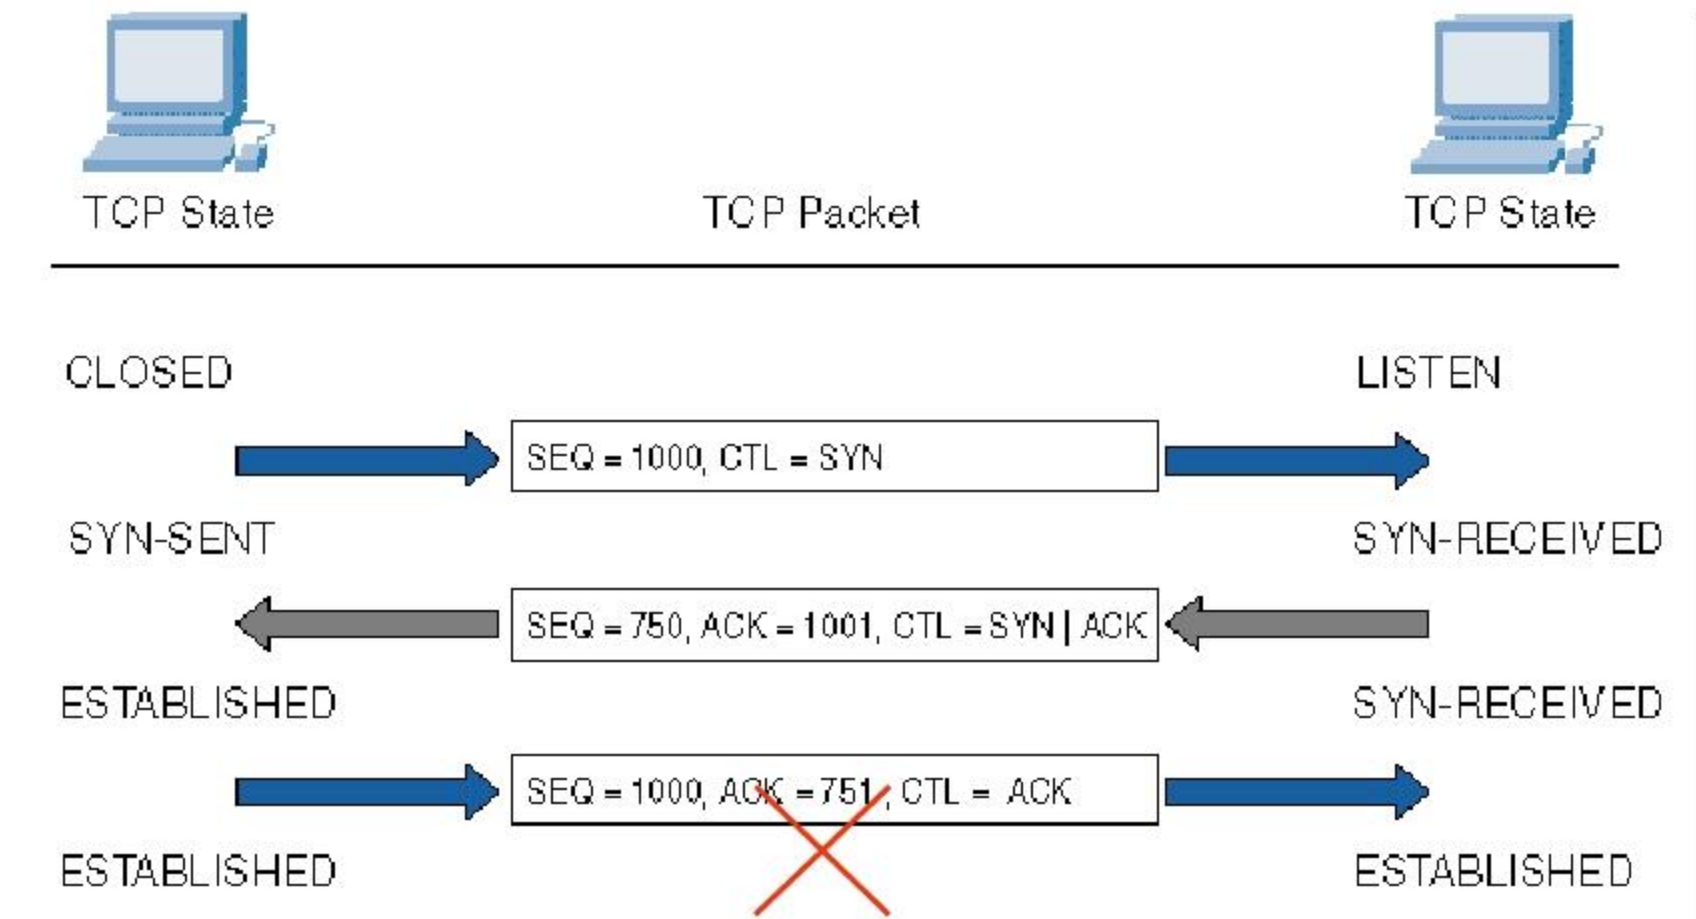 TCP State TCP Packet TCP State
CLOSED LISTEN
SEQ = 1000, CTL = SYN
SYN-SENT SYN-RECEIVED
SEQ = 750, ACK = 1001, CTL = SYN | ACK
ESTABLISHED SYN-RECEIVED
SEQ = 1000, ACK = 751, CTL = ACK
ESTABLISHED ESTABLISHED